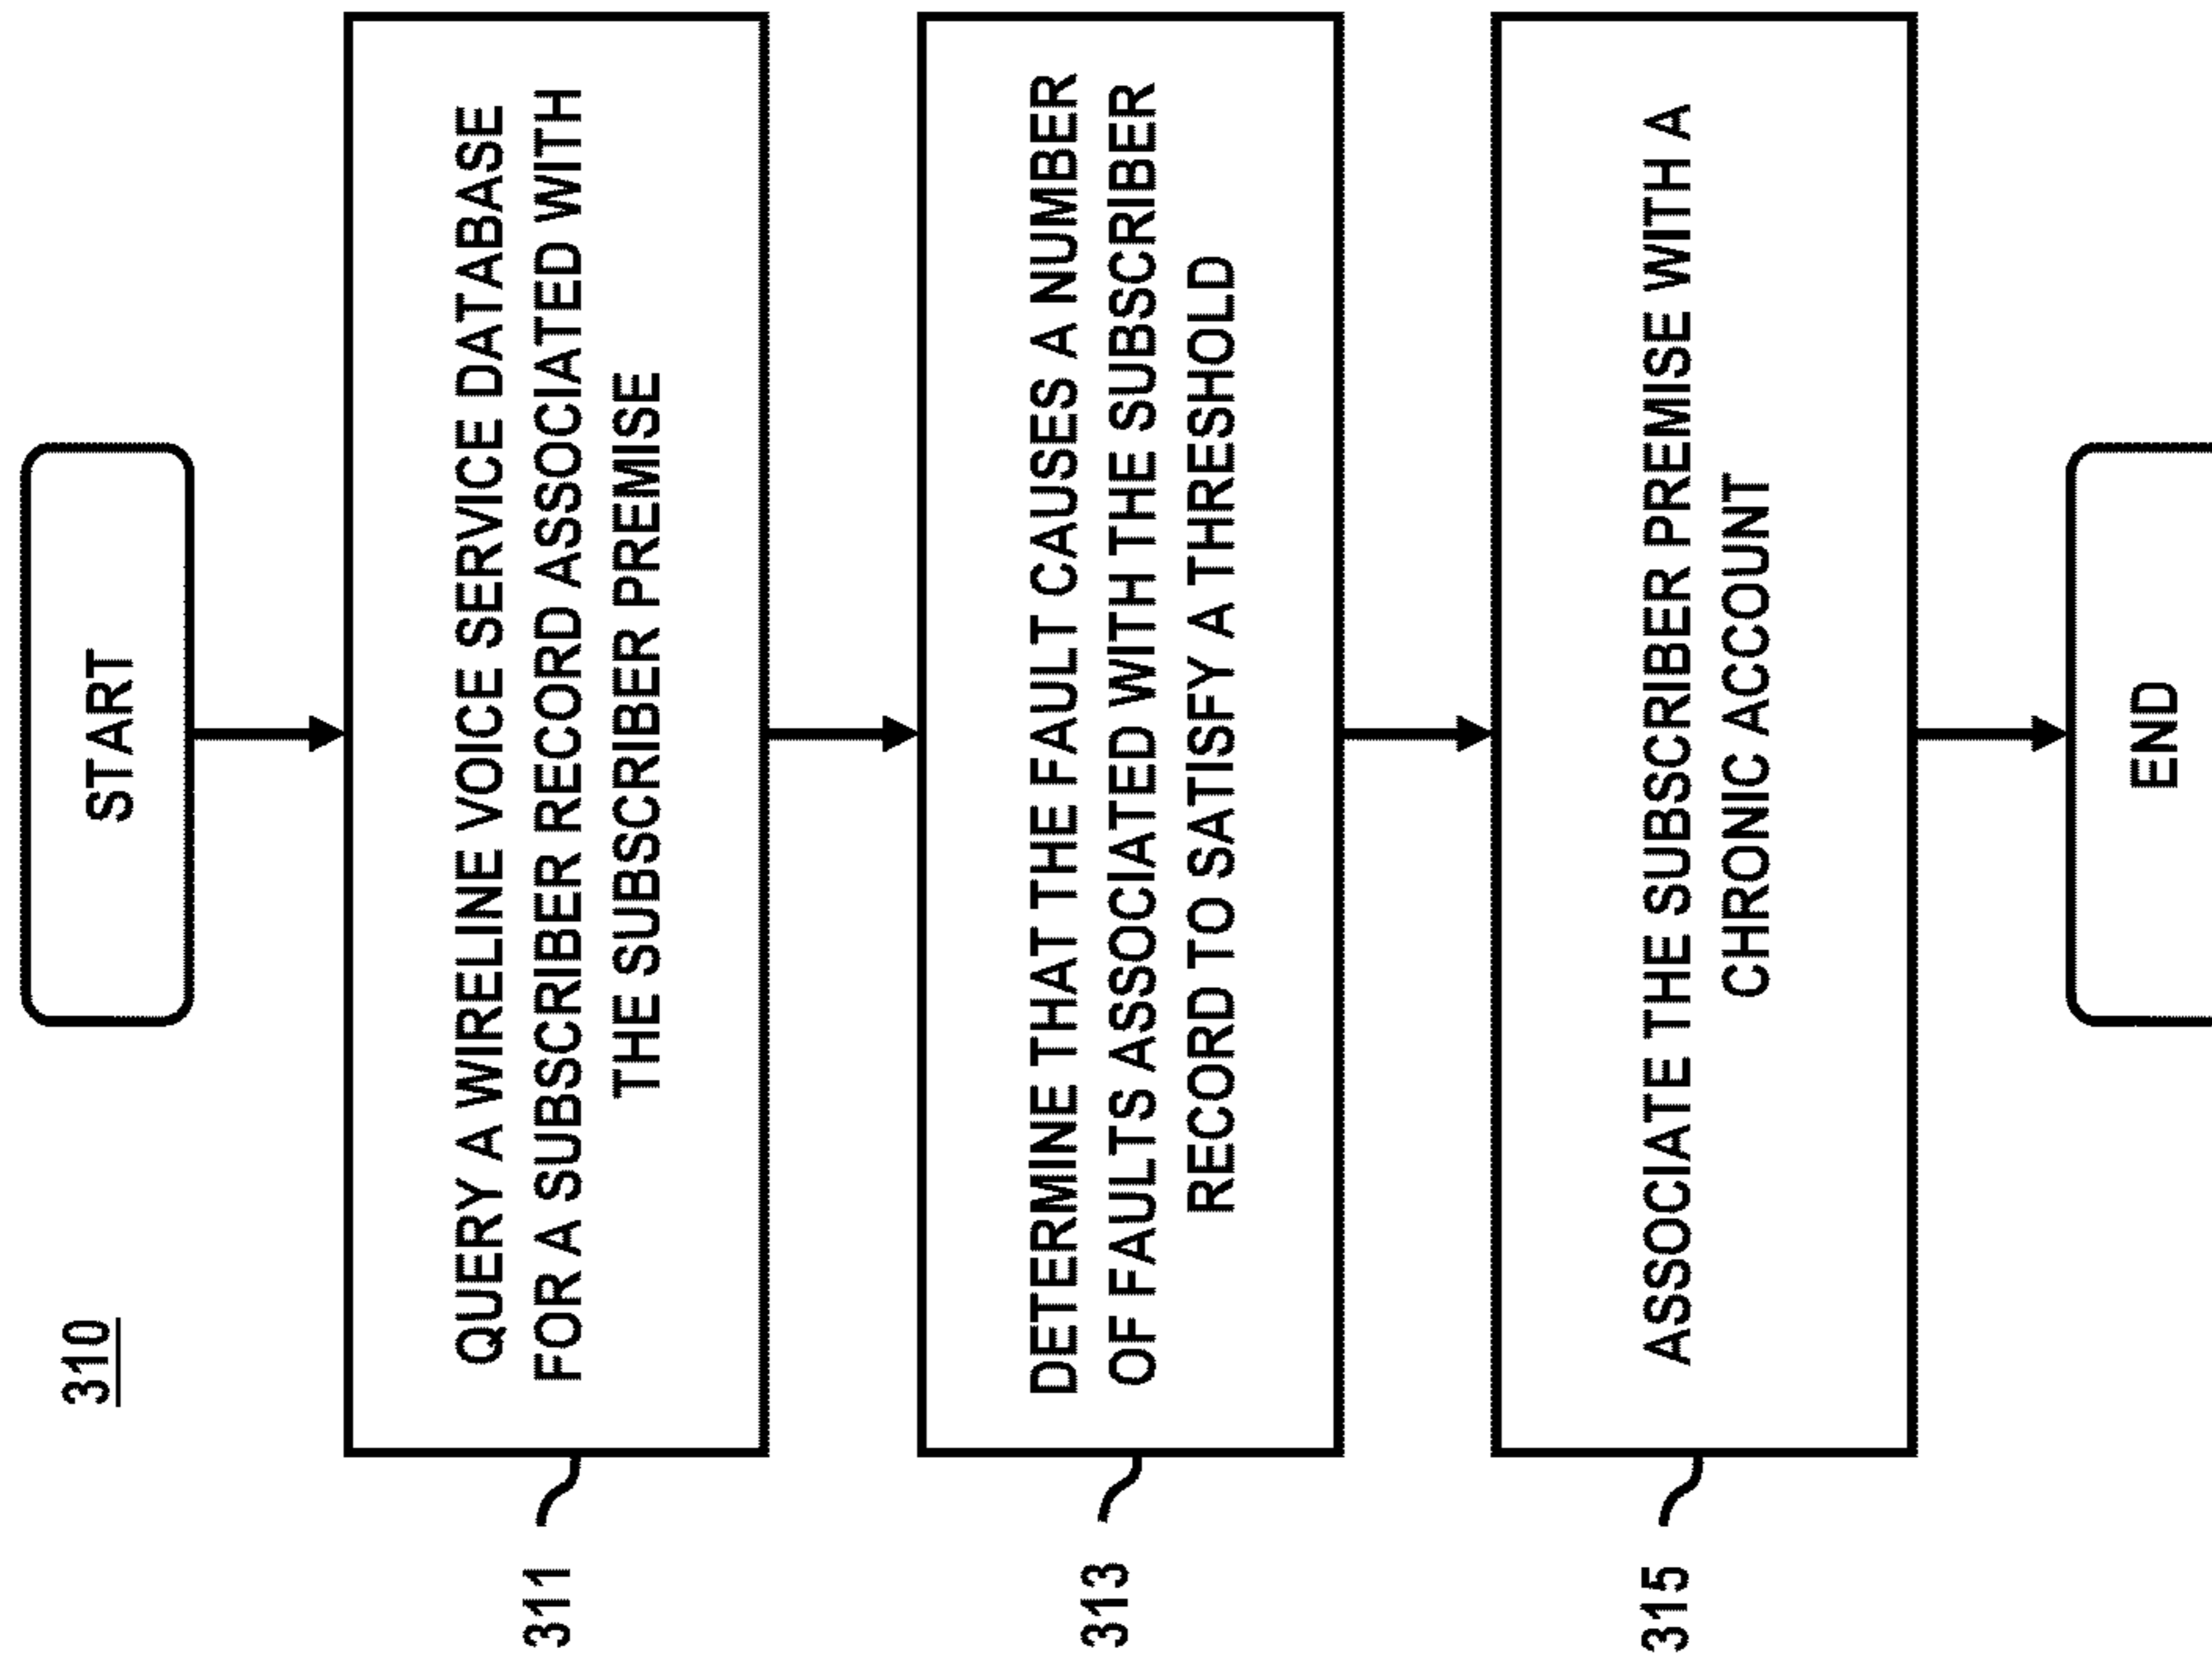 310
START
311
QUERY A WIRELINE VOICE SERVICE DATABASE
FOR A SUBSCRIBER RECORD ASSOCIATED WITH
THE SUBSCRIBER PREMISE
313
DETERMINE THAT THE FAULT CAUSES A NUMBER
OF FAULTS ASSOCIATED WITH THE SUBSCRIBER
RECORD TO SATISFY A THRESHOLD
315
ASSOCIATE THE SUBSCRIBER PREMISE WITH A
CHRONIC ACCOUNT
END